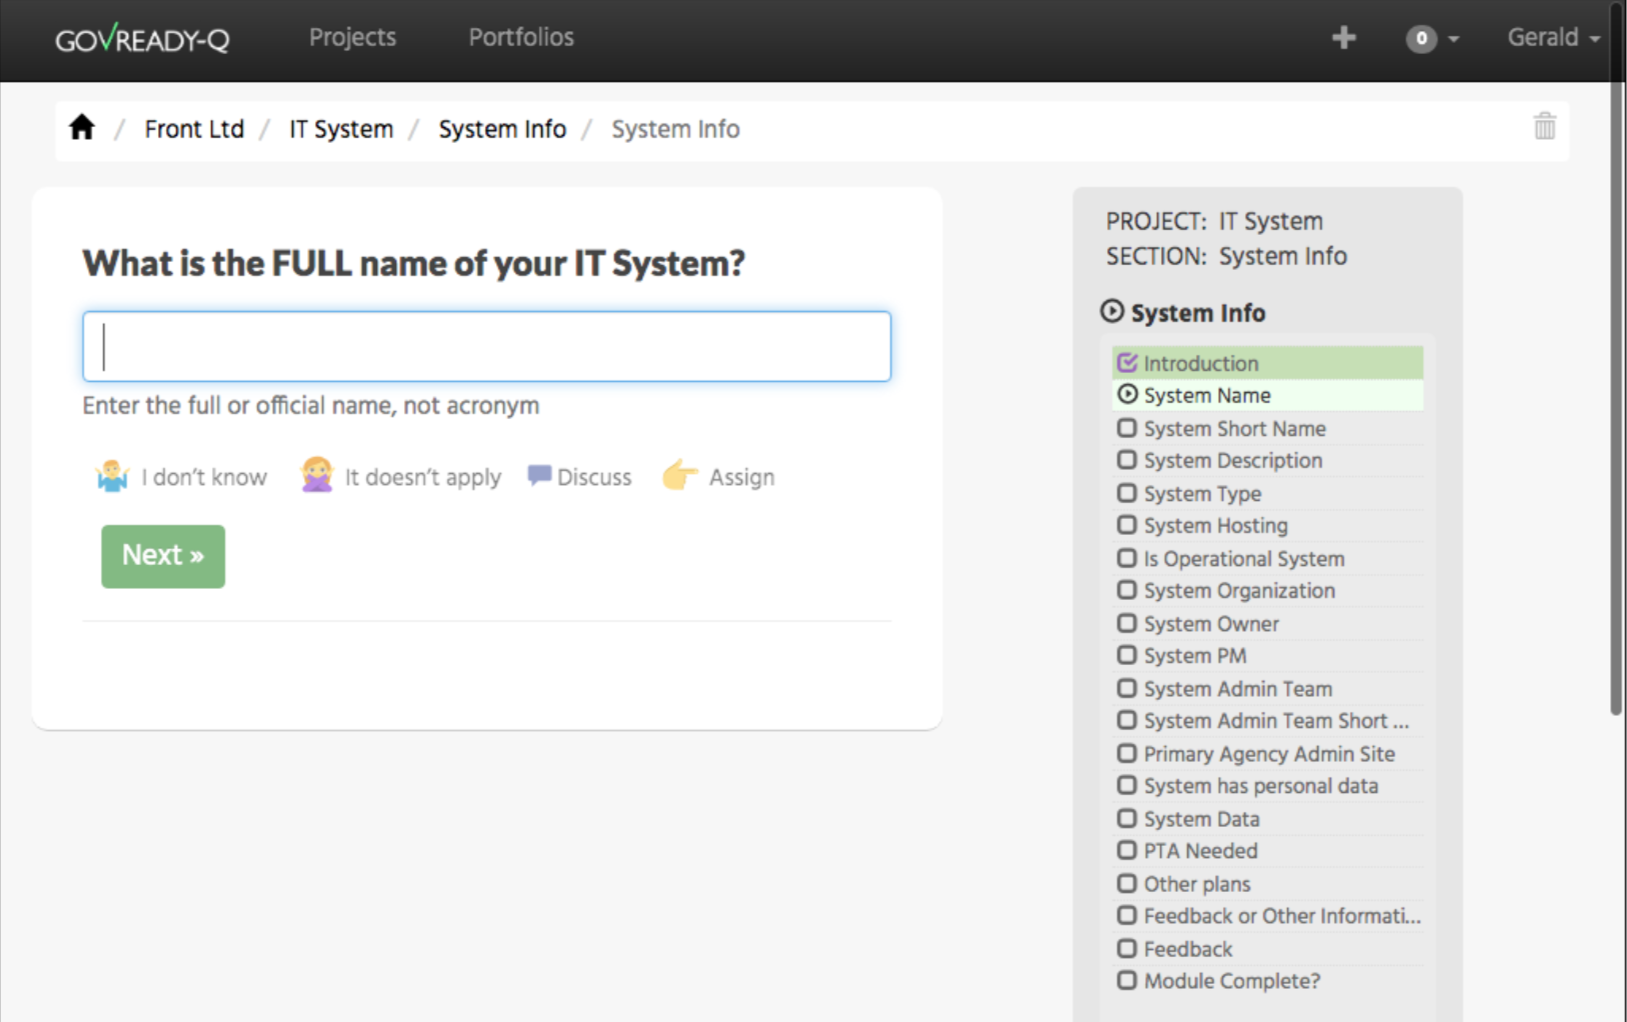 GOVREADY-Q Projects Portfolios 0 Gerald
/ Front Ltd / IT System / System Info / System Info
What is the FULL name of your IT System?
Enter the full or official name, not acronym
I don't know It doesn't apply Discuss Assign
Next »
PROJECT: IT System
SECTION: System Info
System Info
Introduction
System Name
System Short Name
System Description
System Type
System Hosting
Is Operational System
System Organization
System Owner
System PM
System Admin Team
System Admin Team Short ...
Primary Agency Admin Site
System has personal data
System Data
PTA Needed
Other plans
Feedback or Other Informati...
Feedback
Module Complete?